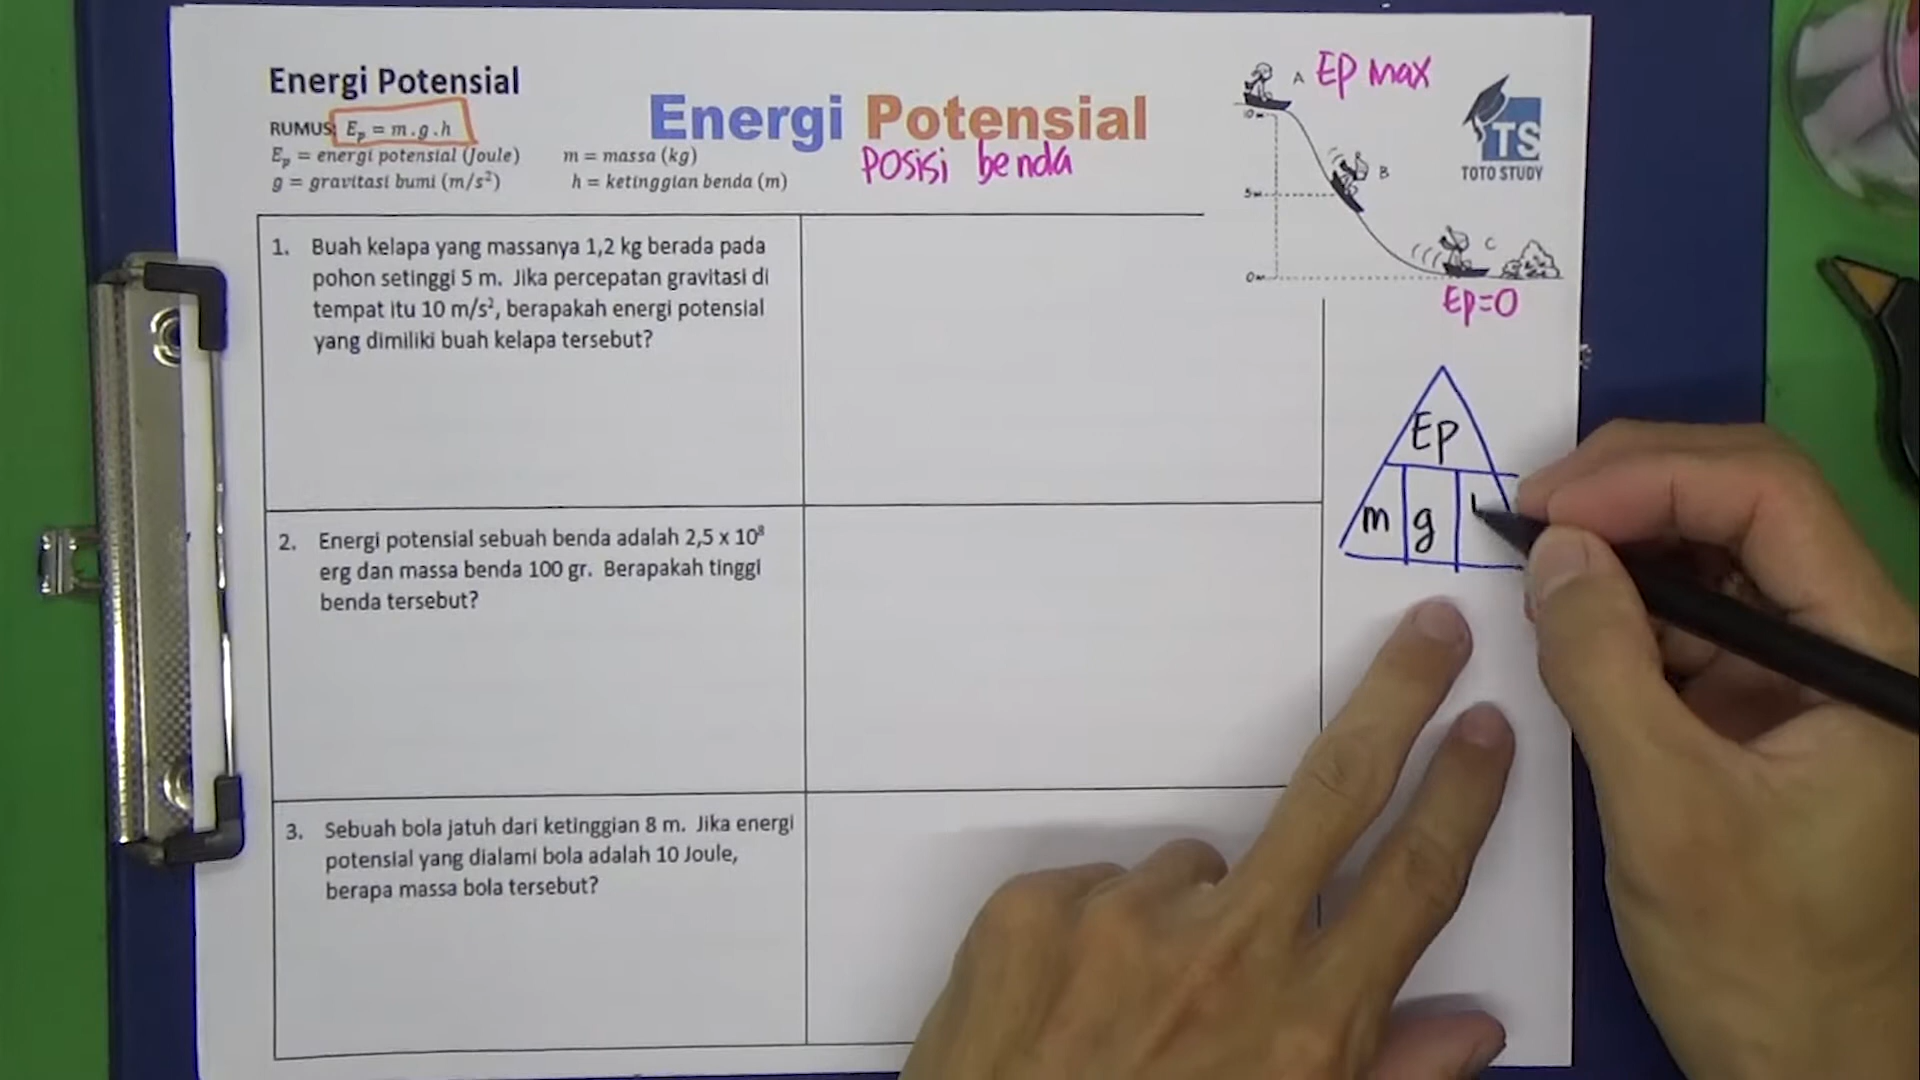 Energi Potensial
RUMUS: Eₚ = m . g . h
Eₚ = energi potensial (Joule) m = massa (kg)
g = gravitasi bumi (m/s²) h = ketinggian benda (m)
Energi Potensial
POSISI benda
A Ep max
10 m
B
5 m
C
0 m
Ep=0
TS
TOTO STUDY
1. Buah kelapa yang massanya 1,2 kg berada pada
pohon setinggi 5 m. Jika percepatan gravitasi di
tempat itu 10 m/s², berapakah energi potensial
yang dimiliki buah kelapa tersebut?
Ep
m g
2. Energi potensial sebuah benda adalah 2,5 x 10⁸
erg dan massa benda 100 gr. Berapakah tinggi
benda tersebut?
3. Sebuah bola jatuh dari ketinggian 8 m. Jika energi
potensial yang dialami bola adalah 10 Joule,
berapa massa bola tersebut?